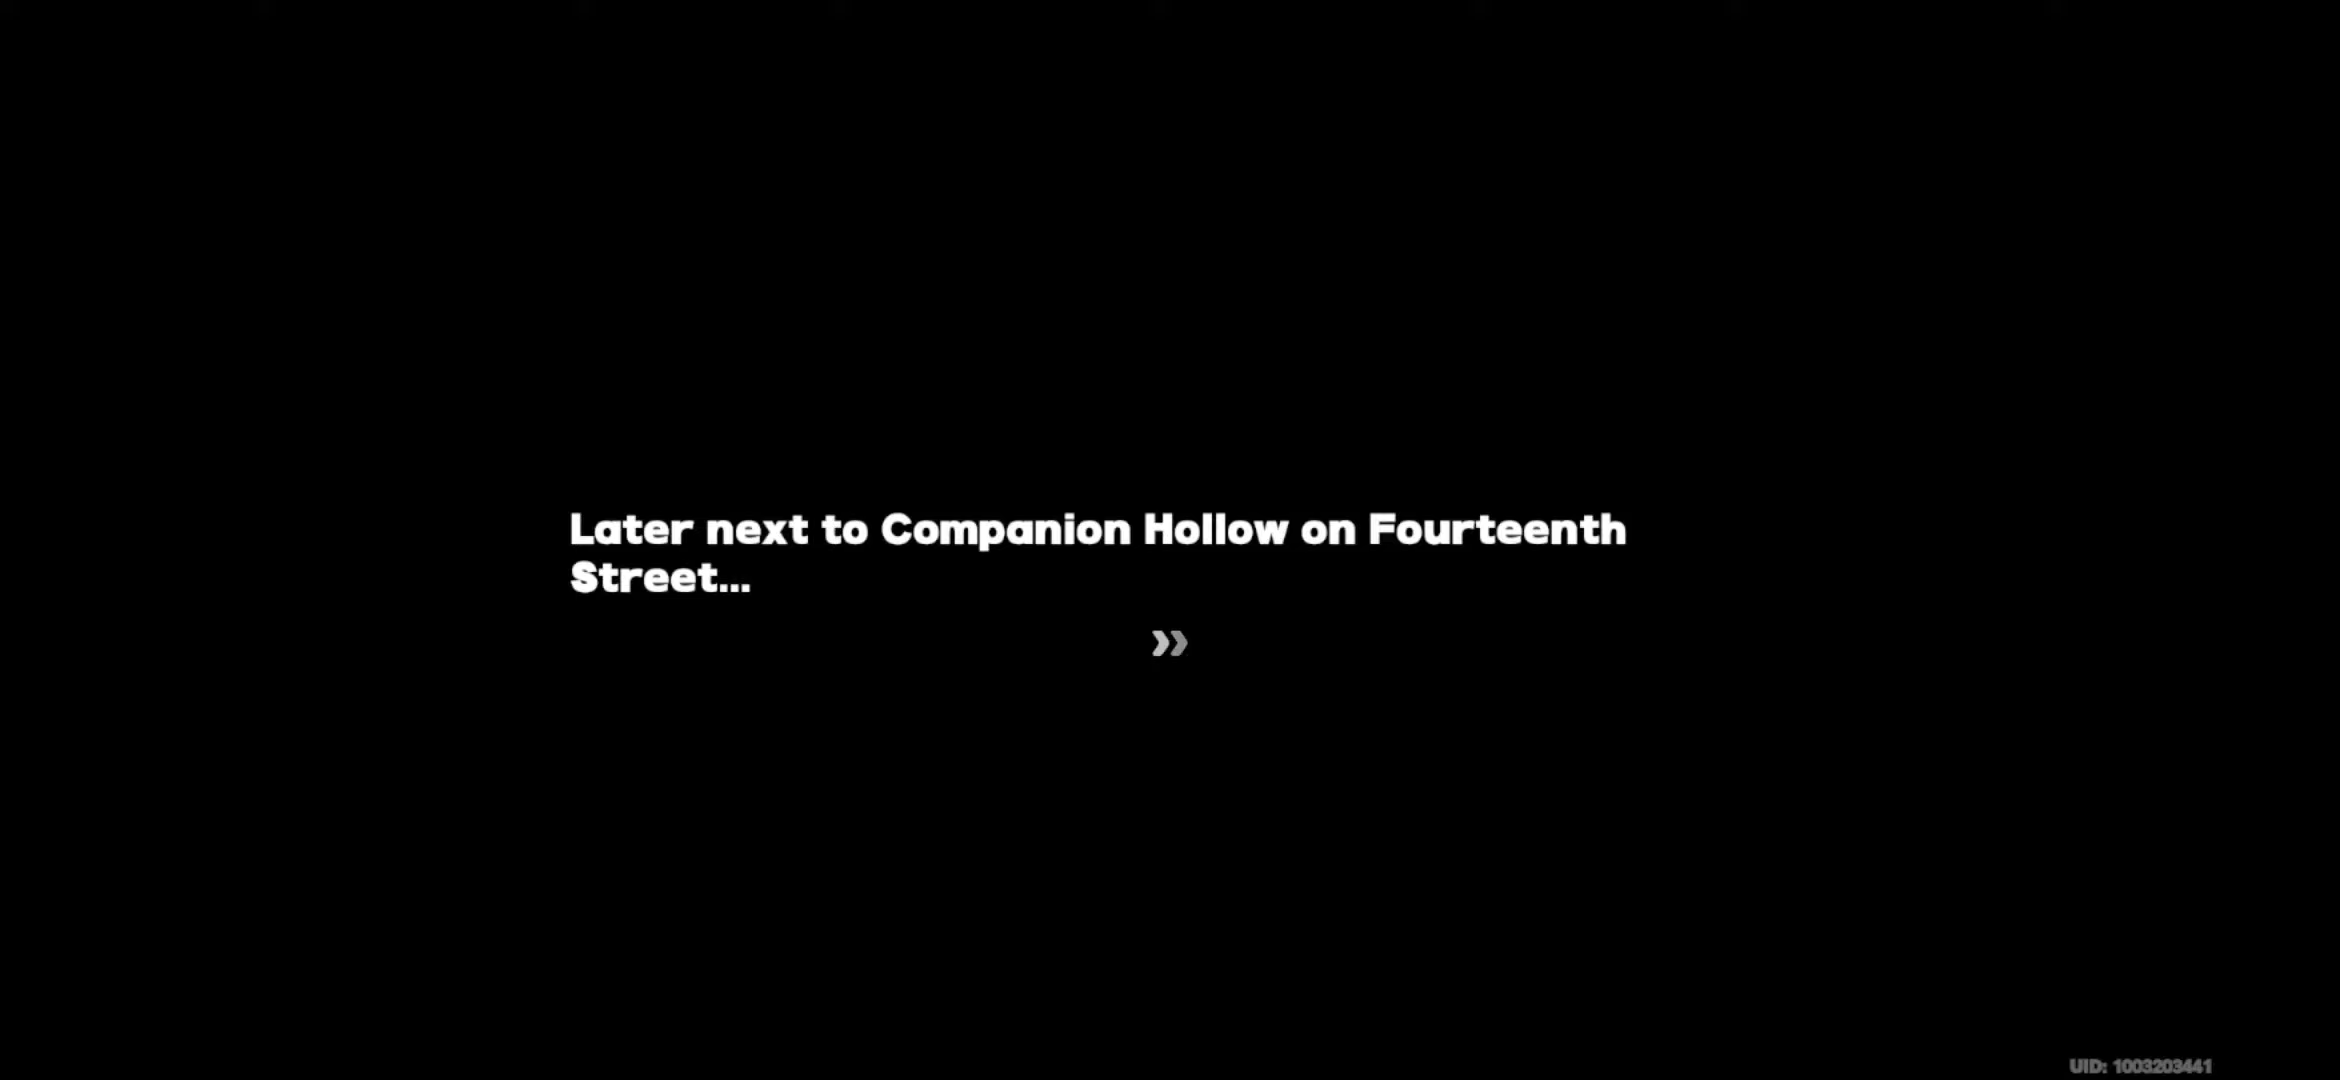 Later next to Companion Hollow on Fourteenth
Street...
UID: 1003203441